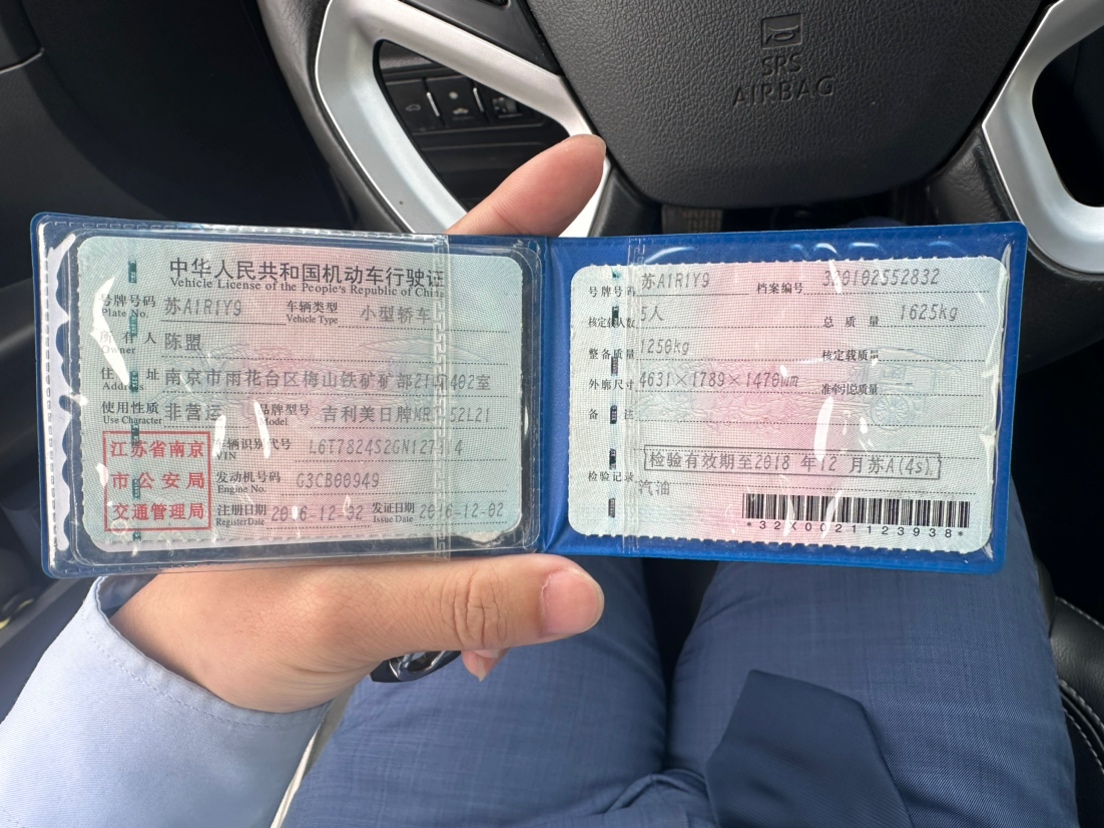 SRS
AIRBAG
中华人民共和国机动车行驶证
Vehicle License of the People's Republic of China
号牌号码 苏A1R1Y9 车辆类型 小型轿车
Plate No. Vehicle Type
所有人 陈盟
Owner
住址 南京市雨花台区梅山铁矿矿部402室
Address
使用性质 非营运 品牌型号 吉利美日牌
Use Character Model
江苏省南京
市公安局
交通管理局
车辆识别代号
VIN
发动机号码 G3CB00949
Engine No.
注册日期 2016-12-02 发证日期 2016-12-02
Register Date Issue Date
号牌号码 苏A1R1Y9 档案编号 320102552832
核定载人数 5人 总质量 1625kg
整备质量 1250kg 核定载质量
外廓尺寸 4631×1789×1470mm 准牵引总质量
备注
检验有效期至2018年12月苏A(4s)
检验记录
汽油
*32X0021123938*